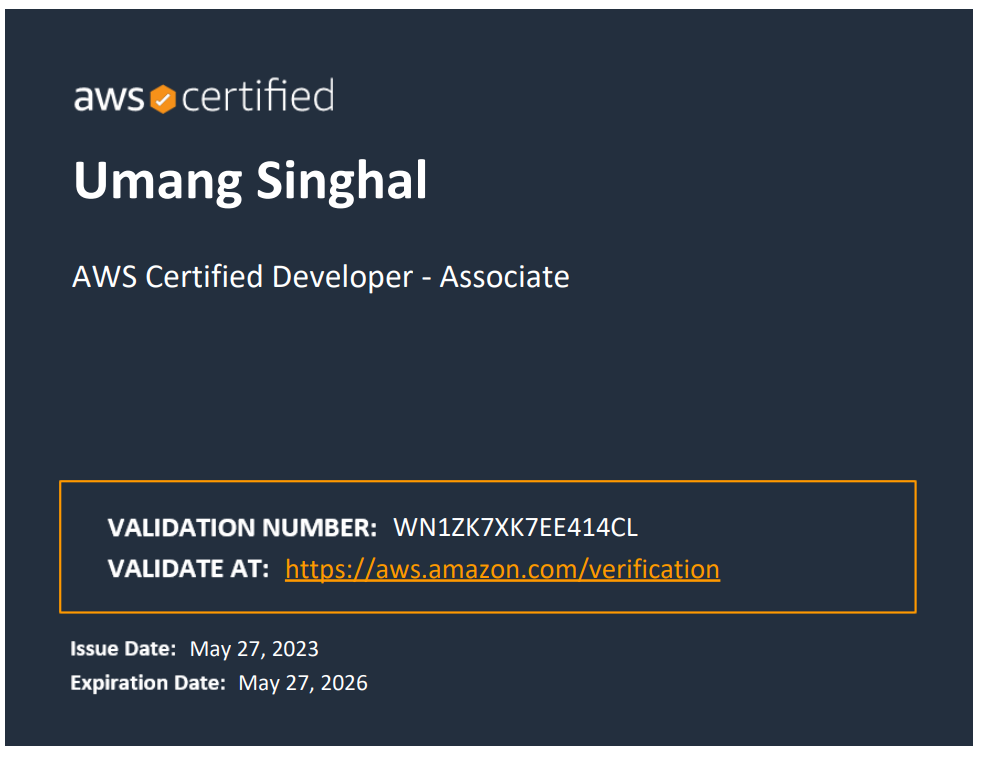 aws certified
Umang Singhal
AWS Certified Developer - Associate
VALIDATION NUMBER: WN1ZK7XK7EE414CL
VALIDATE AT: https://aws.amazon.com/verification
Issue Date: May 27, 2023
Expiration Date: May 27, 2026